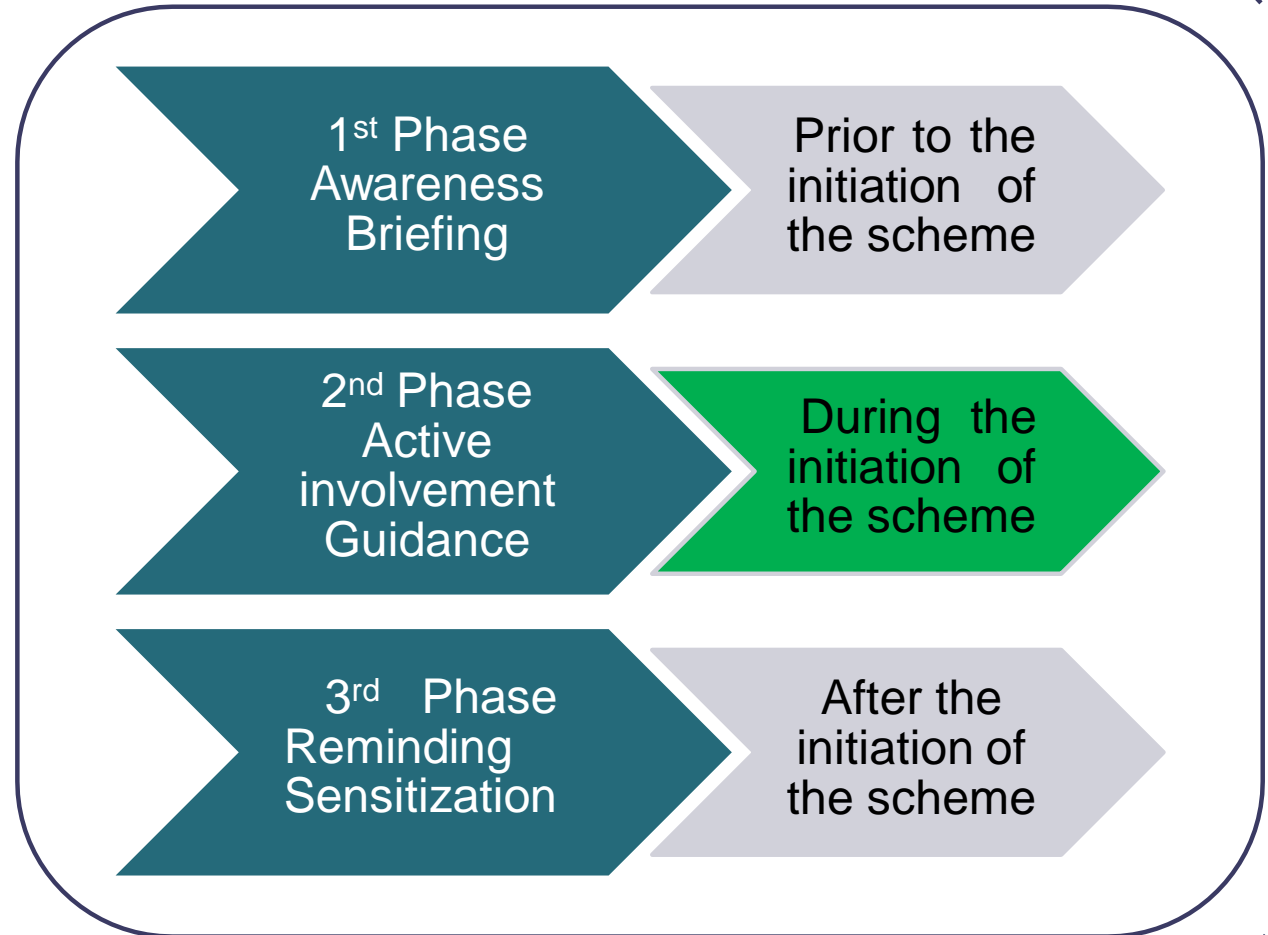 1st Phase
Awareness
Briefing
Prior to the
initiation of
the scheme
2nd Phase
Active
involvement
Guidance
During the
initiation of
the scheme
3rd Phase
Reminding
Sensitization
After the
initiation of
the scheme